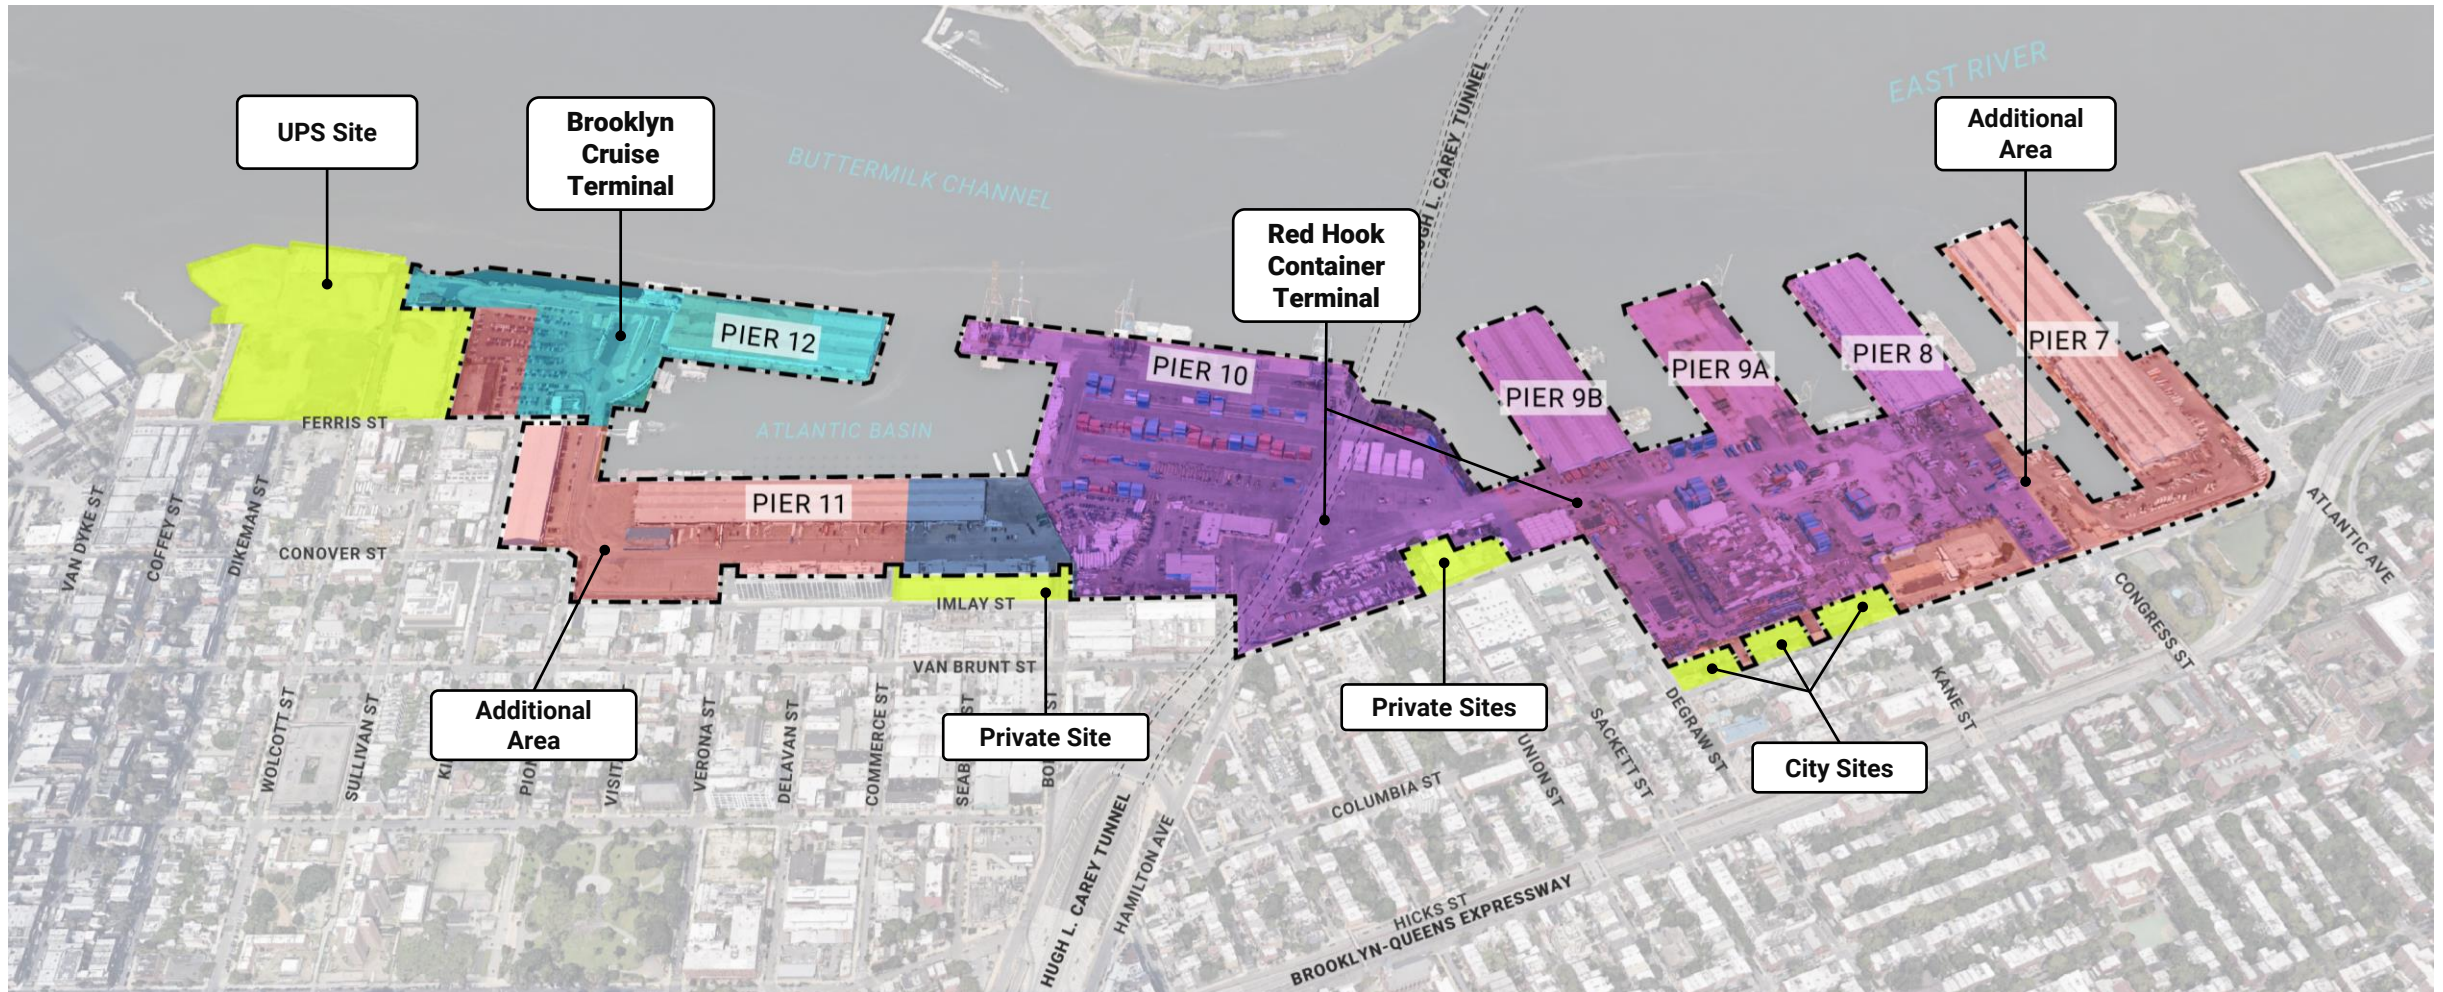 EAST RIVER
UPS Site
Brooklyn
Cruise
Terminal
Additional
Area
HUGH L. CAREY TUNNEL
BUTTERMILK CHANNEL
Red Hook
Container
Terminal
PIER 12
PIER 10
PIER 9B
PIER 9A
PIER 8
PIER 7
FERRIS ST
ATLANTIC BASIN
PIER 11
VAN DYKE ST
COFFEY ST
DIKEMAN ST
CONOVER ST
ATLANTIC AVE
IMLAY ST
CONGRESS ST
VAN BRUNT ST
WOLCOTT ST
SULLIVAN ST
VERONA ST
DELAVAN ST
COMMERCE ST
Additional
Area
Private Site
Private Sites
City Sites
UNION ST
SACKETT ST
DEGRAW ST
KANE ST
COLUMBIA ST
HUGH L. CAREY TUNNEL
HAMILTON AVE
HICKS ST
BROOKLYN-QUEENS EXPRESSWAY